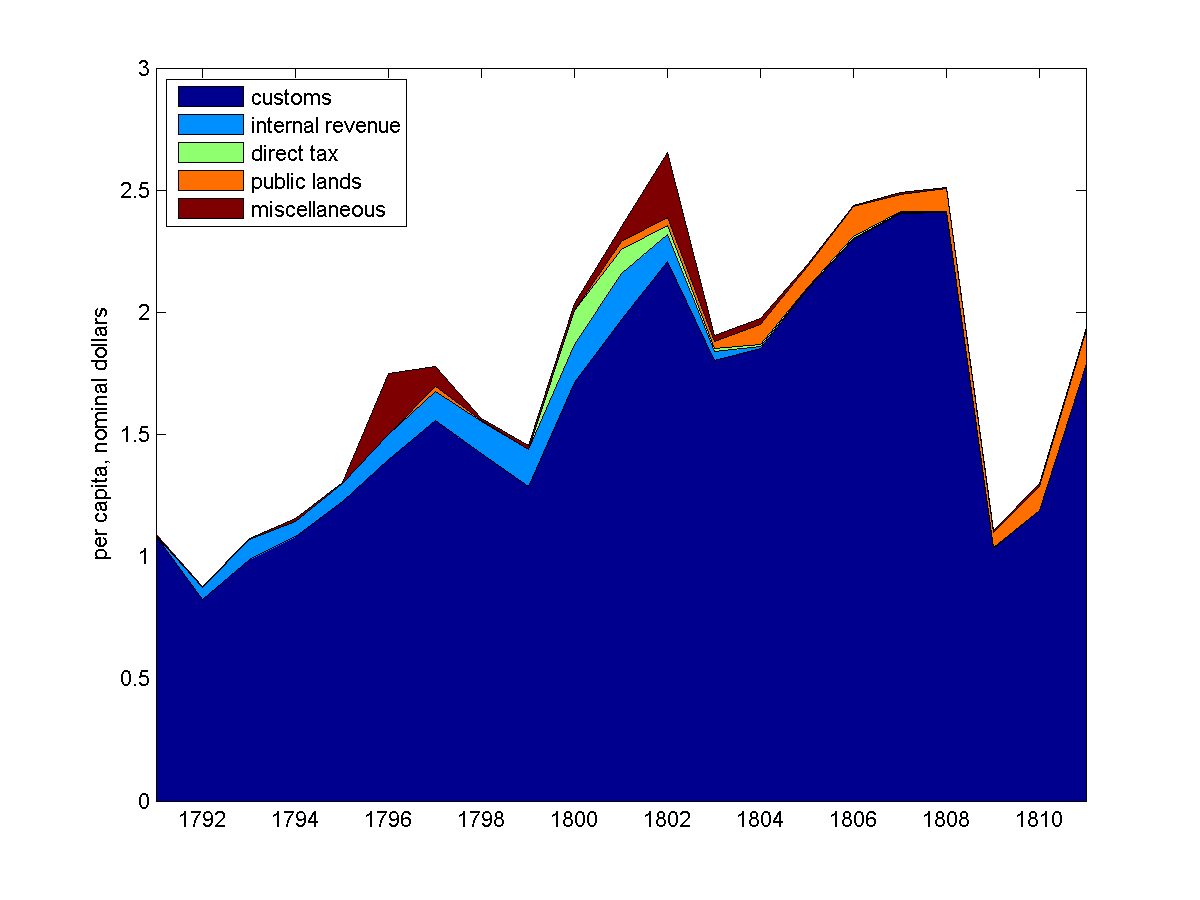 3
2.5
2
1.5
1
0.5
0
per capita, nominal dollars
customs
internal revenue
direct tax
public lands
miscellaneous
1792 1794 1796 1798 1800 1802 1804 1806 1808 1810